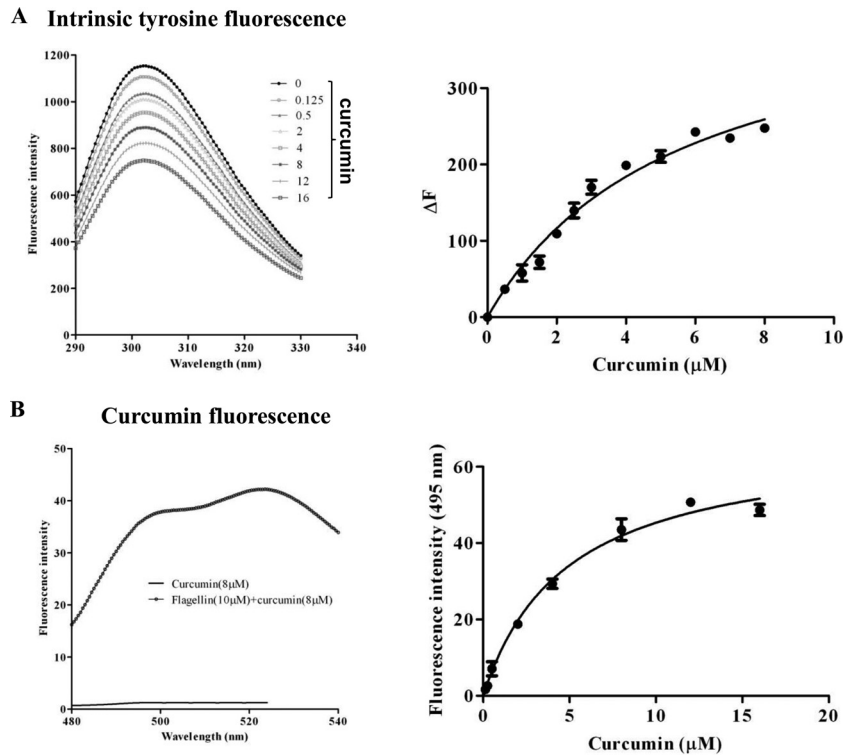 A Intrinsic tyrosine fluorescence
1200
1000
800
600
400
200
0
290 300 310 320 330 340
Wavelength (nm)
Fluorescence intensity
0
0.125
0.5
2
4
8
12
16
curcumin
300
200
100
0
0 2 4 6 8 10
Curcumin (μM)
ΔF
B Curcumin fluorescence
50
40
30
20
10
0
480 500 520 540
Wavelength (nm)
Fluorescence intensity
Curcumin(8μM)
Flagellin(10μM)+curcumin(8μM)
60
40
20
0
0 5 10 15 20
Curcumin (μM)
Fluorescence intensity (495 nm)